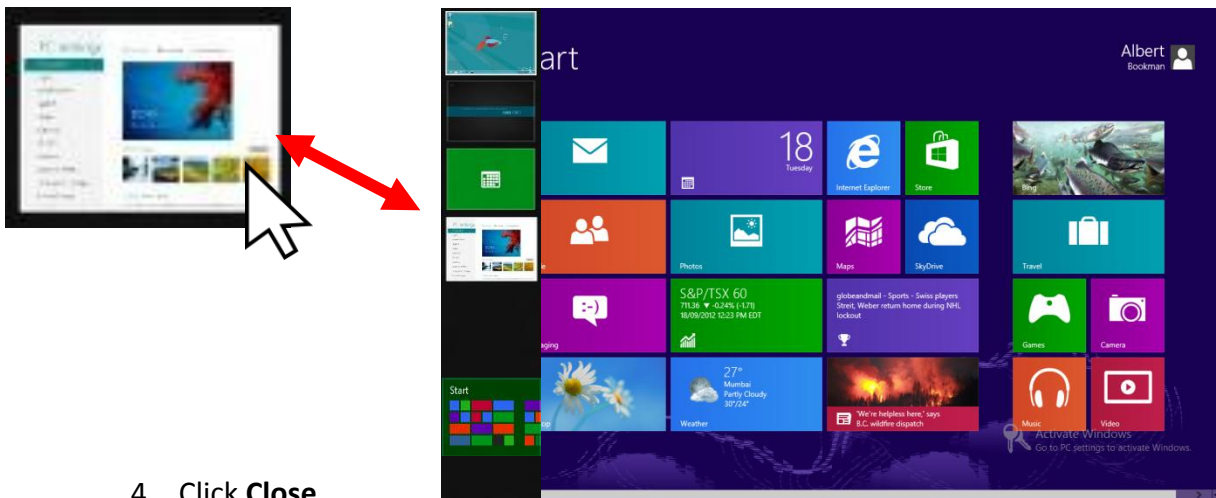 PC settings
art
Albert
Bookman
18
Tuesday
Internet Explorer
Store
Bing
e
Photos
Maps
SkyDrive
Travel
S&P/TSX 60
711.36 ▼ -0.24% (-1.71)
18/09/2012 12:23 PM EDT
globeandmail - Sports - Swiss players
Streit, Weber return home during NHL
lockout
:-)
aging
Games
Camera
Start
27°
Mumbai
Partly Cloudy
30°/24°
'We're helpless here,' says
B.C. wildfire dispatch
op
Weather
Music
Video
Activate Windows
Go to PC settings to activate Windows.
4. Click Close